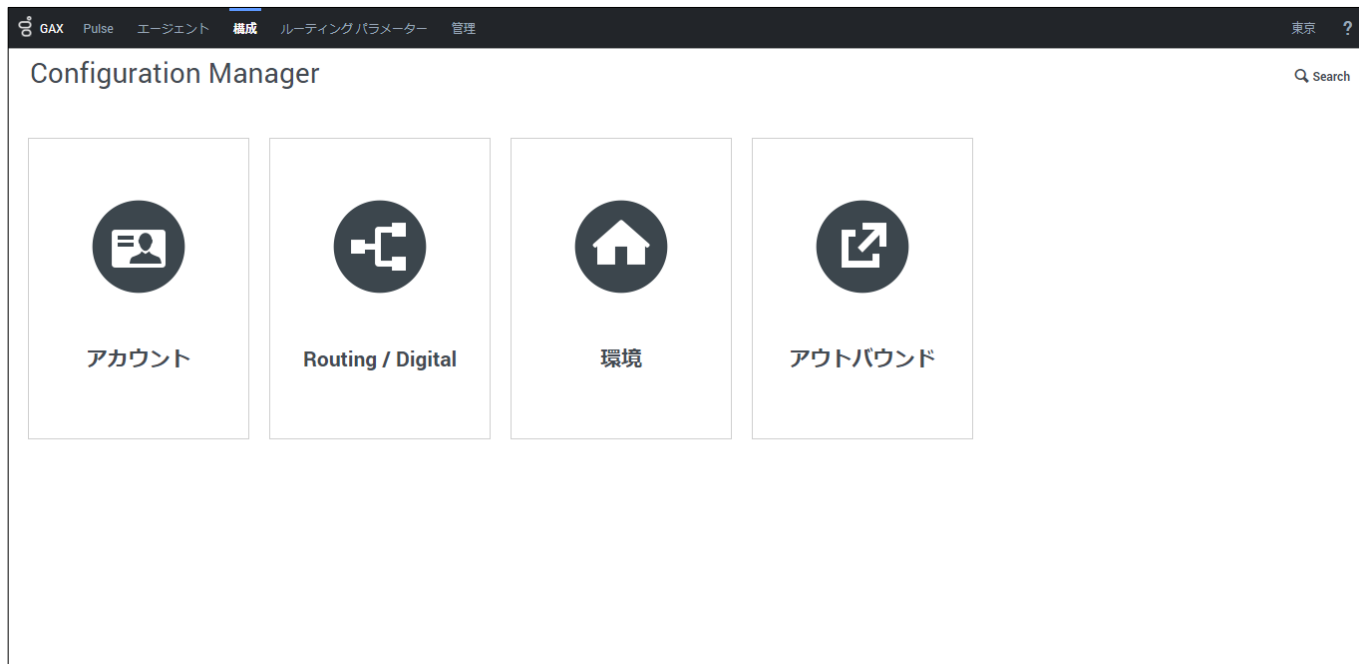 GAX Pulse エージェント 構成 ルーティング パラメーター 管理 東京 ?
Configuration Manager
Search
アカウント
Routing / Digital
環境
アウトバウンド